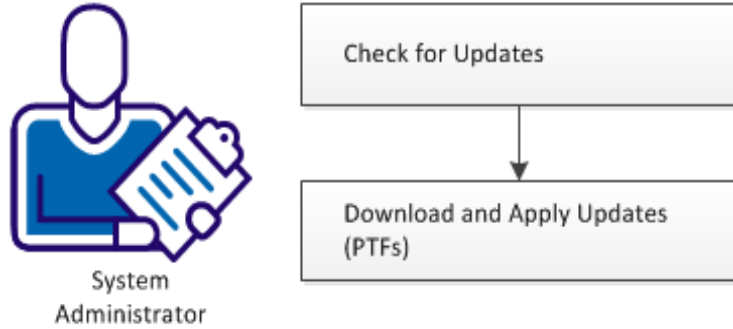 Check for Updates
Download and Apply Updates
(PTFs)
System
Administrator